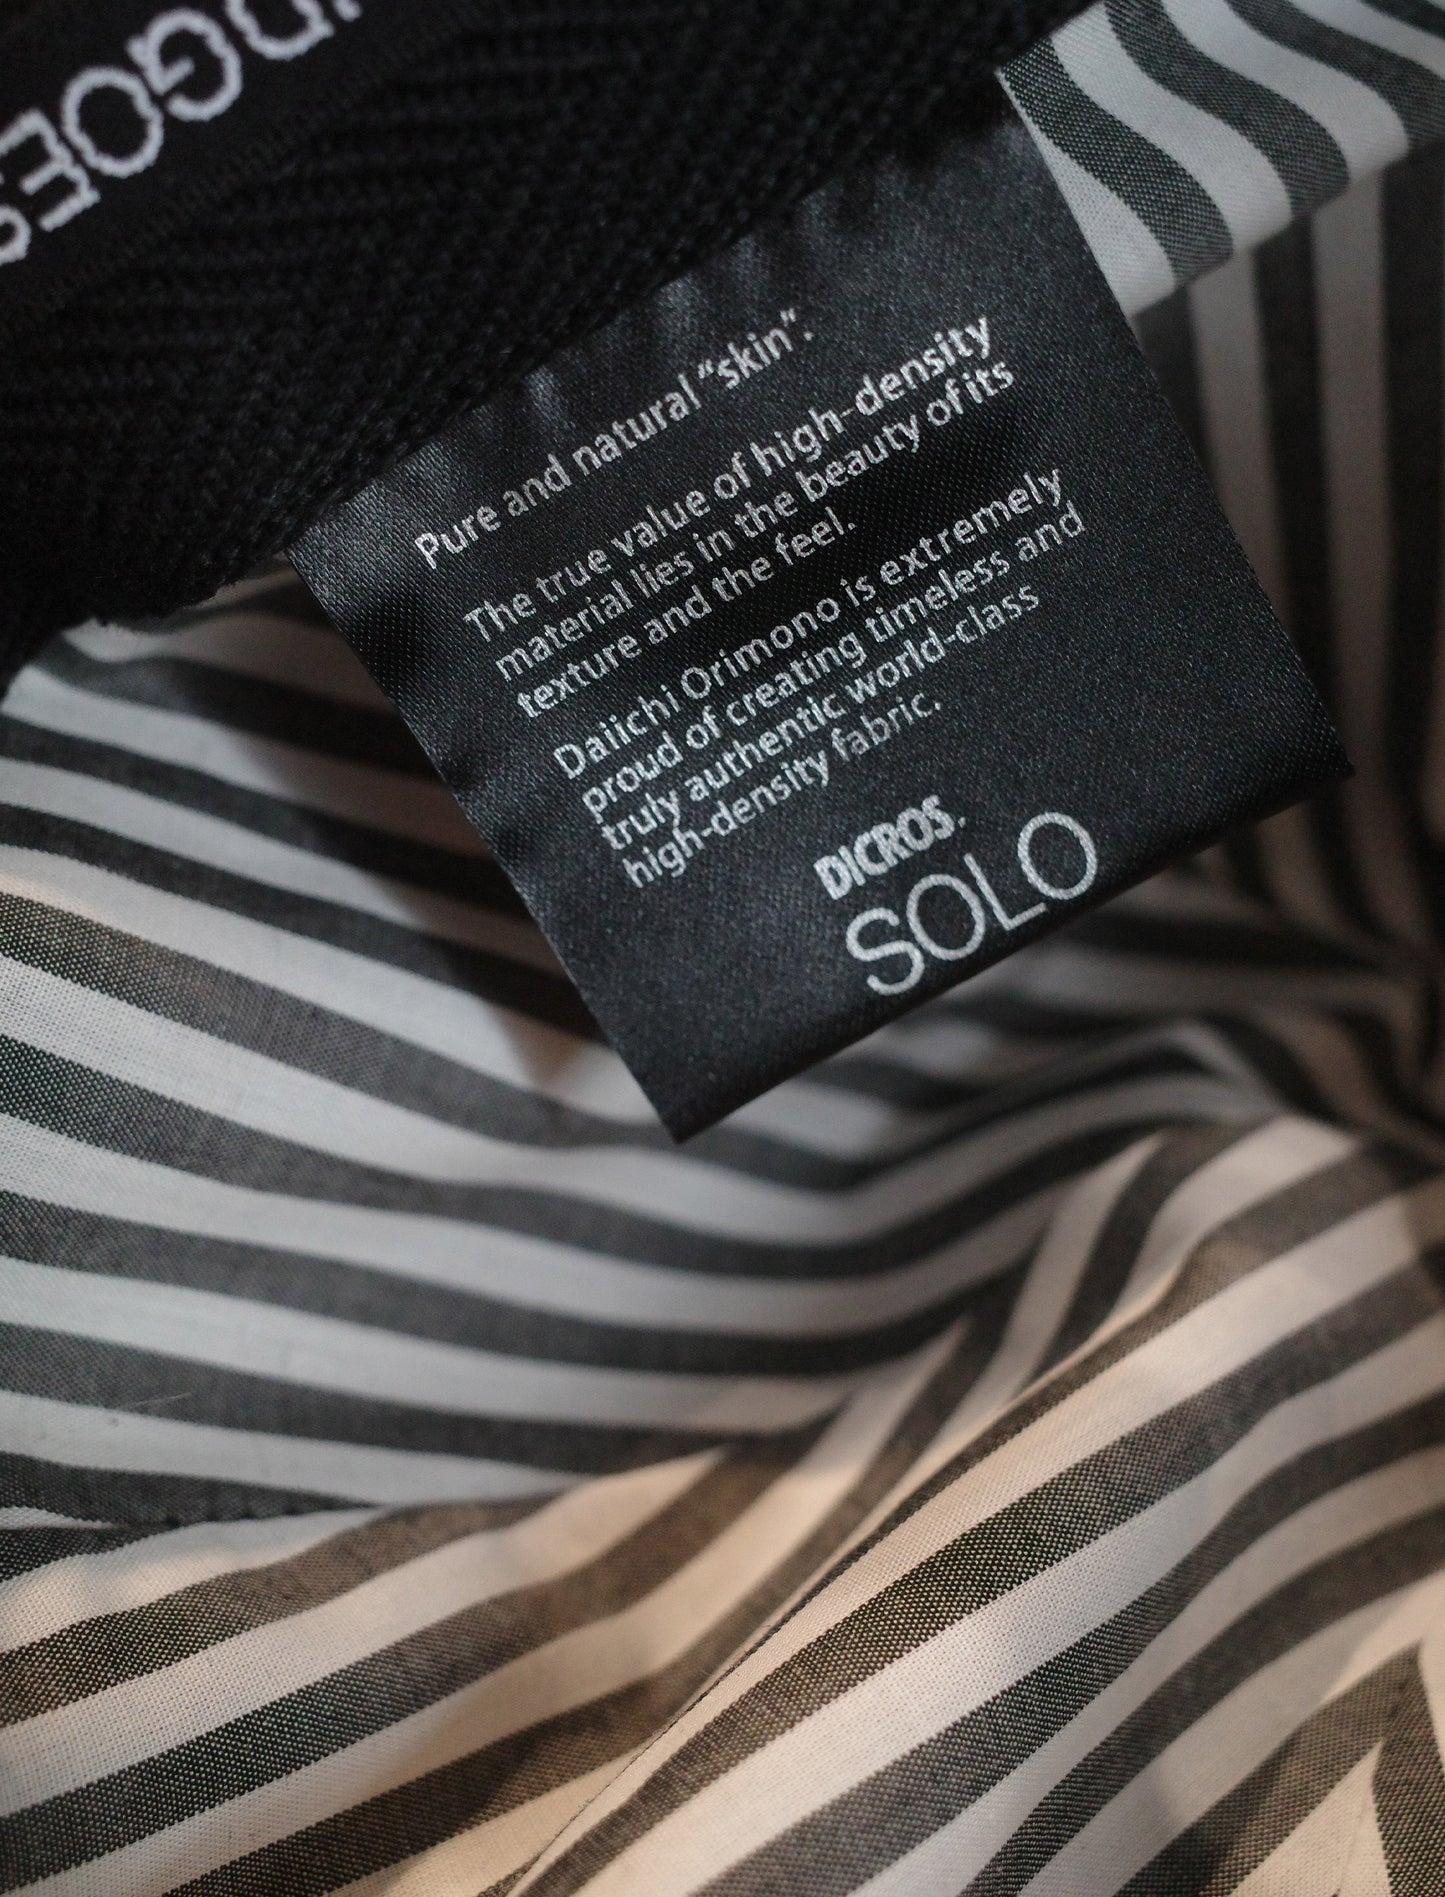 NGOES
Pure and natural “skin”.
The true value of high-density
material lies in the beauty of its
texture and the feel.
Daiichi Orimono is extremely
proud of creating timeless and
truly authentic world-class
high-density fabric.
DICROS.
SOLO